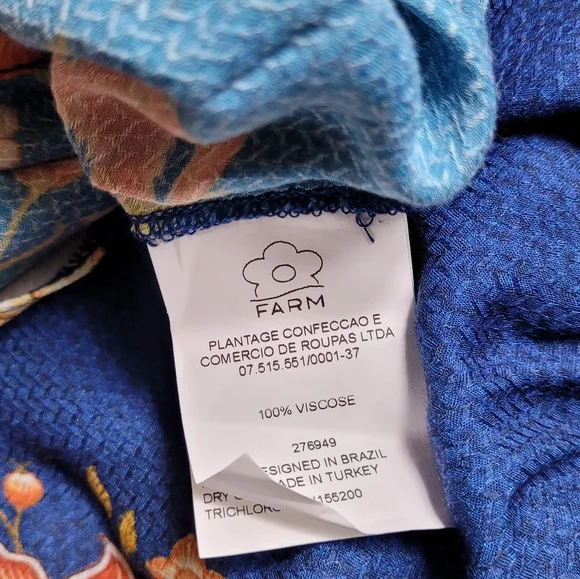 FARM
PLANTAGE CONFECCAO E
COMERCIO DE ROUPAS LTDA
07.515.551/0001-37
100% VISCOSE
276949
IN BRAZIL
IN TURKEY
DRY
155200